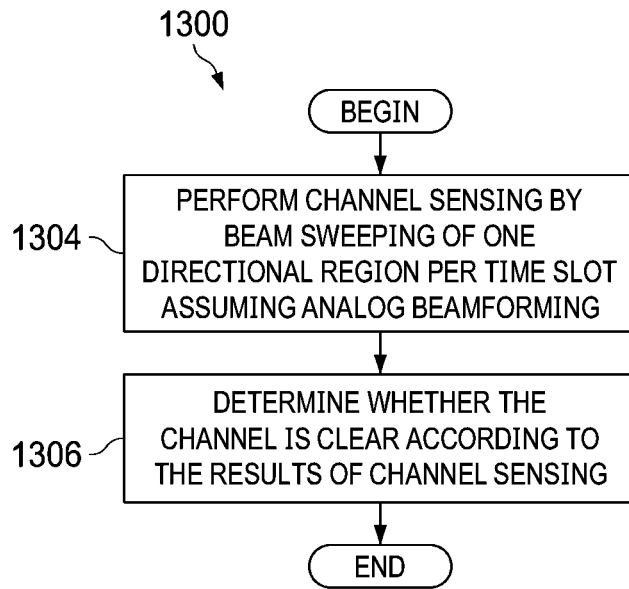 1300
BEGIN
1304
PERFORM CHANNEL SENSING BY
BEAM SWEEPING OF ONE
DIRECTIONAL REGION PER TIME SLOT
ASSUMING ANALOG BEAMFORMING
1306
DETERMINE WHETHER THE
CHANNEL IS CLEAR ACCORDING TO
THE RESULTS OF CHANNEL SENSING
END